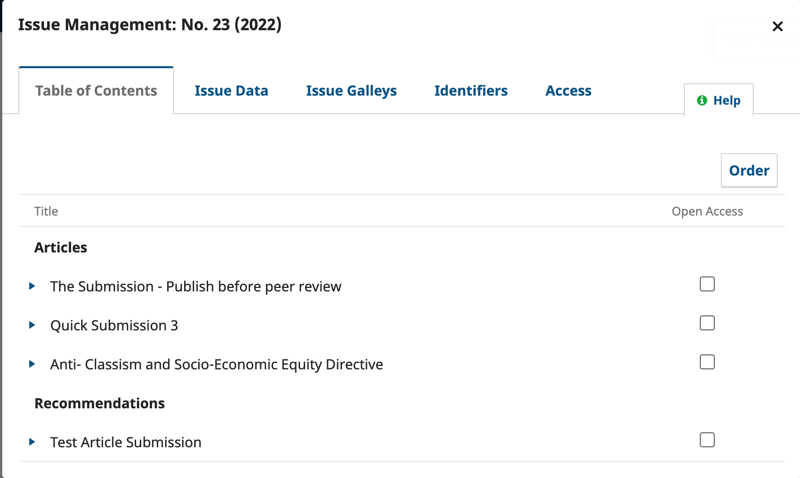 Issue Management: No. 23 (2022)
Table of Contents Issue Data Issue Galleys Identifiers Access Help
Order
Title Open Access
Articles
The Submission - Publish before peer review
Quick Submission 3
Anti- Classism and Socio-Economic Equity Directive
Recommendations
Test Article Submission